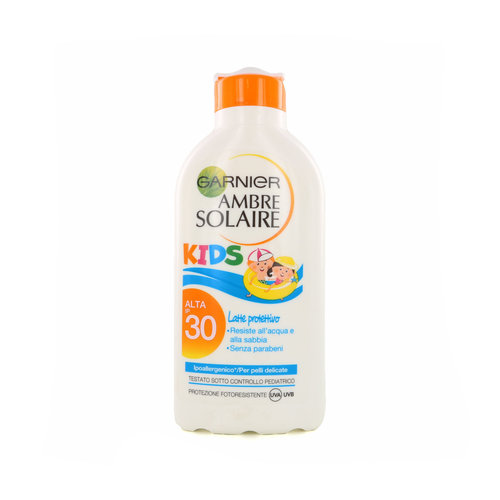 GARNIER
AMBRE
SOLAIRE
KIDS
ALTA
SPF
30
Latte protettivo
• Resiste all'acqua e
alla sabbia
• Senza parabeni
Ipoallergenico*/Per pelli delicate
TESTATO SOTTO CONTROLLO PEDIATRICO
PROTEZIONE FOTORESISTENTE UVA UVB